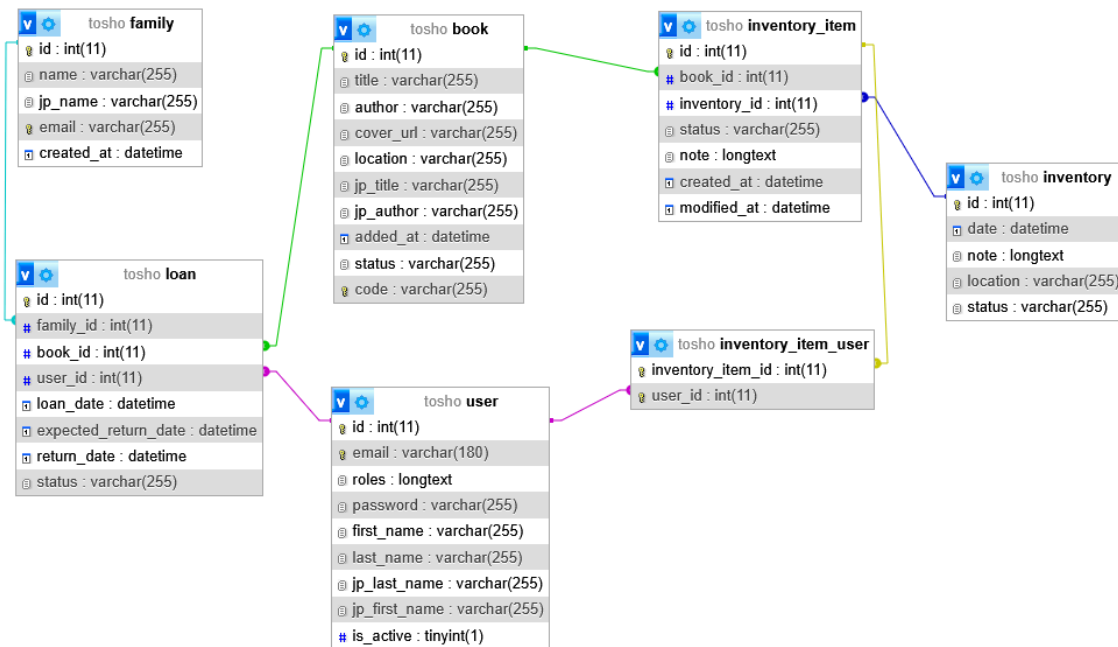 v tosho family
id : int(11)
name : varchar(255)
jp_name : varchar(255)
email : varchar(255)
created_at : datetime
v tosho book
id : int(11)
title : varchar(255)
author : varchar(255)
cover_url : varchar(255)
location : varchar(255)
jp_title : varchar(255)
jp_author : varchar(255)
added_at : datetime
status : varchar(255)
code : varchar(255)
v tosho inventory_item
id : int(11)
# book_id : int(11)
# inventory_id : int(11)
status : varchar(255)
note : longtext
created_at : datetime
modified_at : datetime
v tosho inventory
id : int(11)
date : datetime
note : longtext
location : varchar(255)
status : varchar(255)
v tosho loan
id : int(11)
# family_id : int(11)
# book_id : int(11)
# user_id : int(11)
loan_date : datetime
expected_return_date : datetime
return_date : datetime
status : varchar(255)
v tosho user
id : int(11)
email : varchar(180)
roles : longtext
password : varchar(255)
first_name : varchar(255)
last_name : varchar(255)
jp_last_name : varchar(255)
jp_first_name : varchar(255)
# is_active : tinyint(1)
v tosho inventory_item_user
inventory_item_id : int(11)
user_id : int(11)